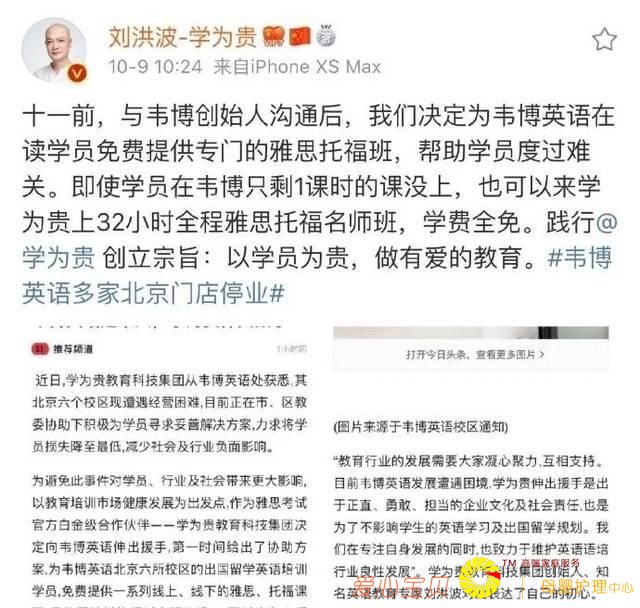 刘洪波-学为贵
10-9 10:24 来自iPhone XS Max
十一前，与韦博创始人沟通后，我们决定为韦博英语在
读学员免费提供专门的雅思托福班，帮助学员度过难
关。即使学员在韦博只剩1课时的课没上，也可以来学
为贵上32小时全程雅思托福名师班，学费全免。践行@
学为贵 创立宗旨：以学员为贵，做有爱的教育。#韦博
英语多家北京门店停业#
推荐频道
1小时前
近日,学为贵教育科技集团从韦博英语处获悉,其
北京六个校区现遭遇经营困难,目前正在市、区教
委协助下积极为学员寻求妥善解决方案,力求将学
员损失降至最低,减少社会及行业负面影响。
为避免此事件对学员、行业及社会带来更大影响,
以教育培训市场健康发展为出发点,作为雅思考试
官方白金级合作伙伴——学为贵教育科技集团决
定向韦博英语伸出援手,第一时间给出了协助方
案,为韦博英语北京六所校区的出国留学英语培训
学员,免费提供一系列线上、线下的雅思、托福课
打开今日头条，查看更多图片 >
(图片来源于韦博英语校区通知)
“教育行业的发展需要大家凝心聚力,互相支持。
目前韦博英语发展遭遇困境,学为贵伸出援手是出
于正直、勇敢、担当的企业文化及社会责任,也是
为了不影响学生的英语学习及出国留学规划。我
们在专注自身发展的同时,也致力于维护英语语培
行业良性发展”。学为贵教育科技集团创始人、知
名英语教育专家刘洪波对
表达了自己的初心。
爱小宝贝
TM 高端家庭服务
母婴护理中心